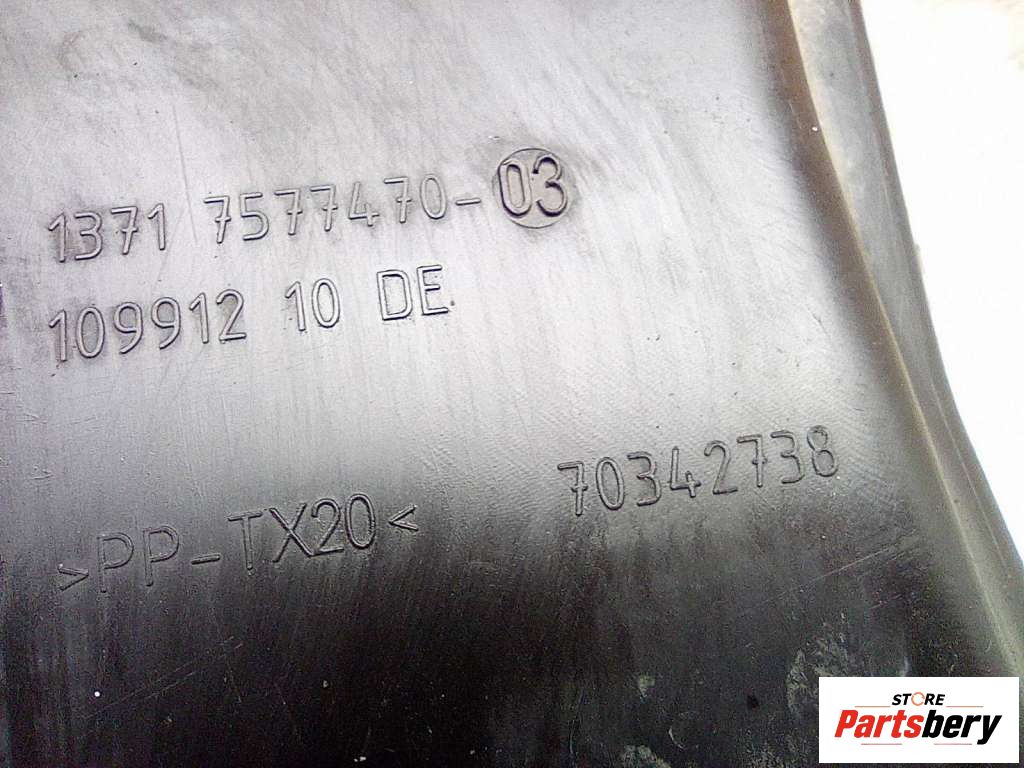 1371 7577470-03
109912 10 DE
70342738
>PP-TX20<
STORE
Partsbery